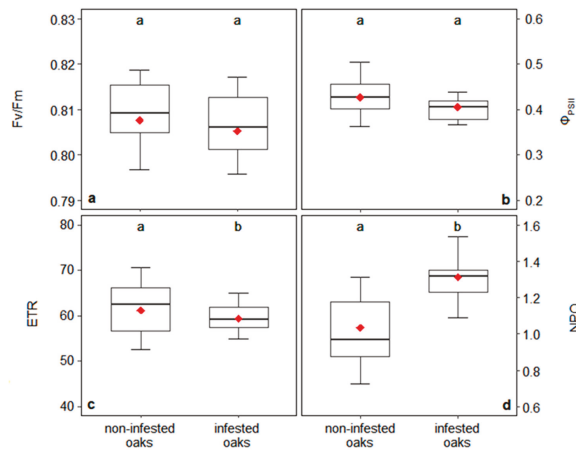 a a a a
0.83
0.82
0.81
0.80
0.79
Fv/Fm
a
0.6
0.5
0.4
0.3
0.2
Φ_PSII
b
a b a b
80
70
60
50
40
ETR
c
1.6
1.4
1.2
1.0
0.8
0.6
NPQ
d
non-infested infested non-infested infested
oaks oaks oaks oaks